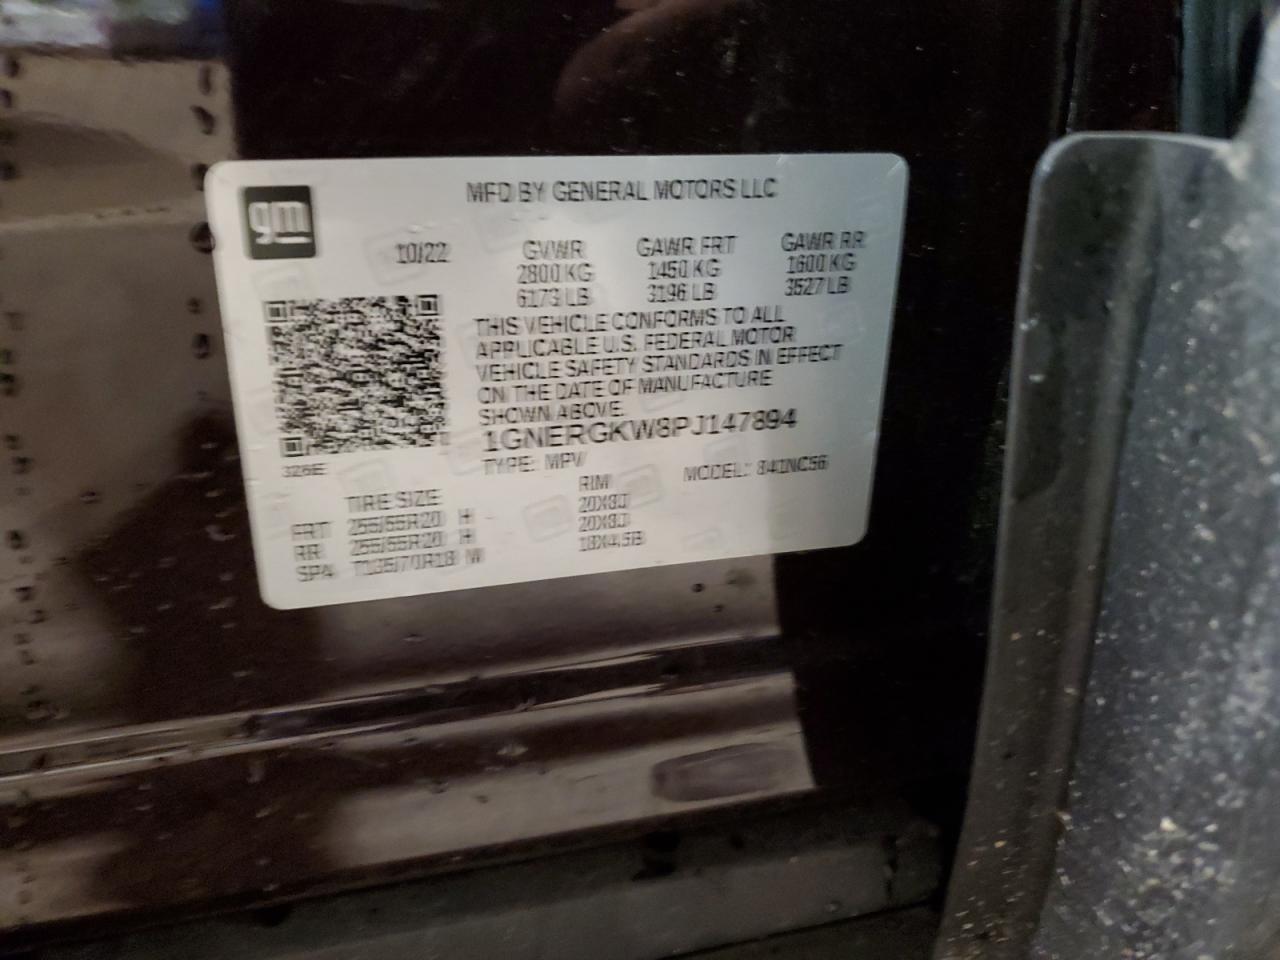 gm
MFD BY GENERAL MOTORS LLC
10/22 GVWR GAWR FRT GAWR RR
2800 KG 1450 KG 1600 KG
6173 LB 3196 LB 3527 LB
THIS VEHICLE CONFORMS TO ALL
APPLICABLE U.S. FEDERAL MOTOR
VEHICLE SAFETY STANDARDS IN EFFECT
ON THE DATE OF MANUFACTURE
SHOWN ABOVE.
1GNERGKW8PJ147894
TYPE: MPV MODEL: 841NC56
TIRE SIZE RIM
FRT 255/55R20 H 20X8J
RR 255/55R20 H 20X8J
SPA T135/70R18 M 18X4.5B